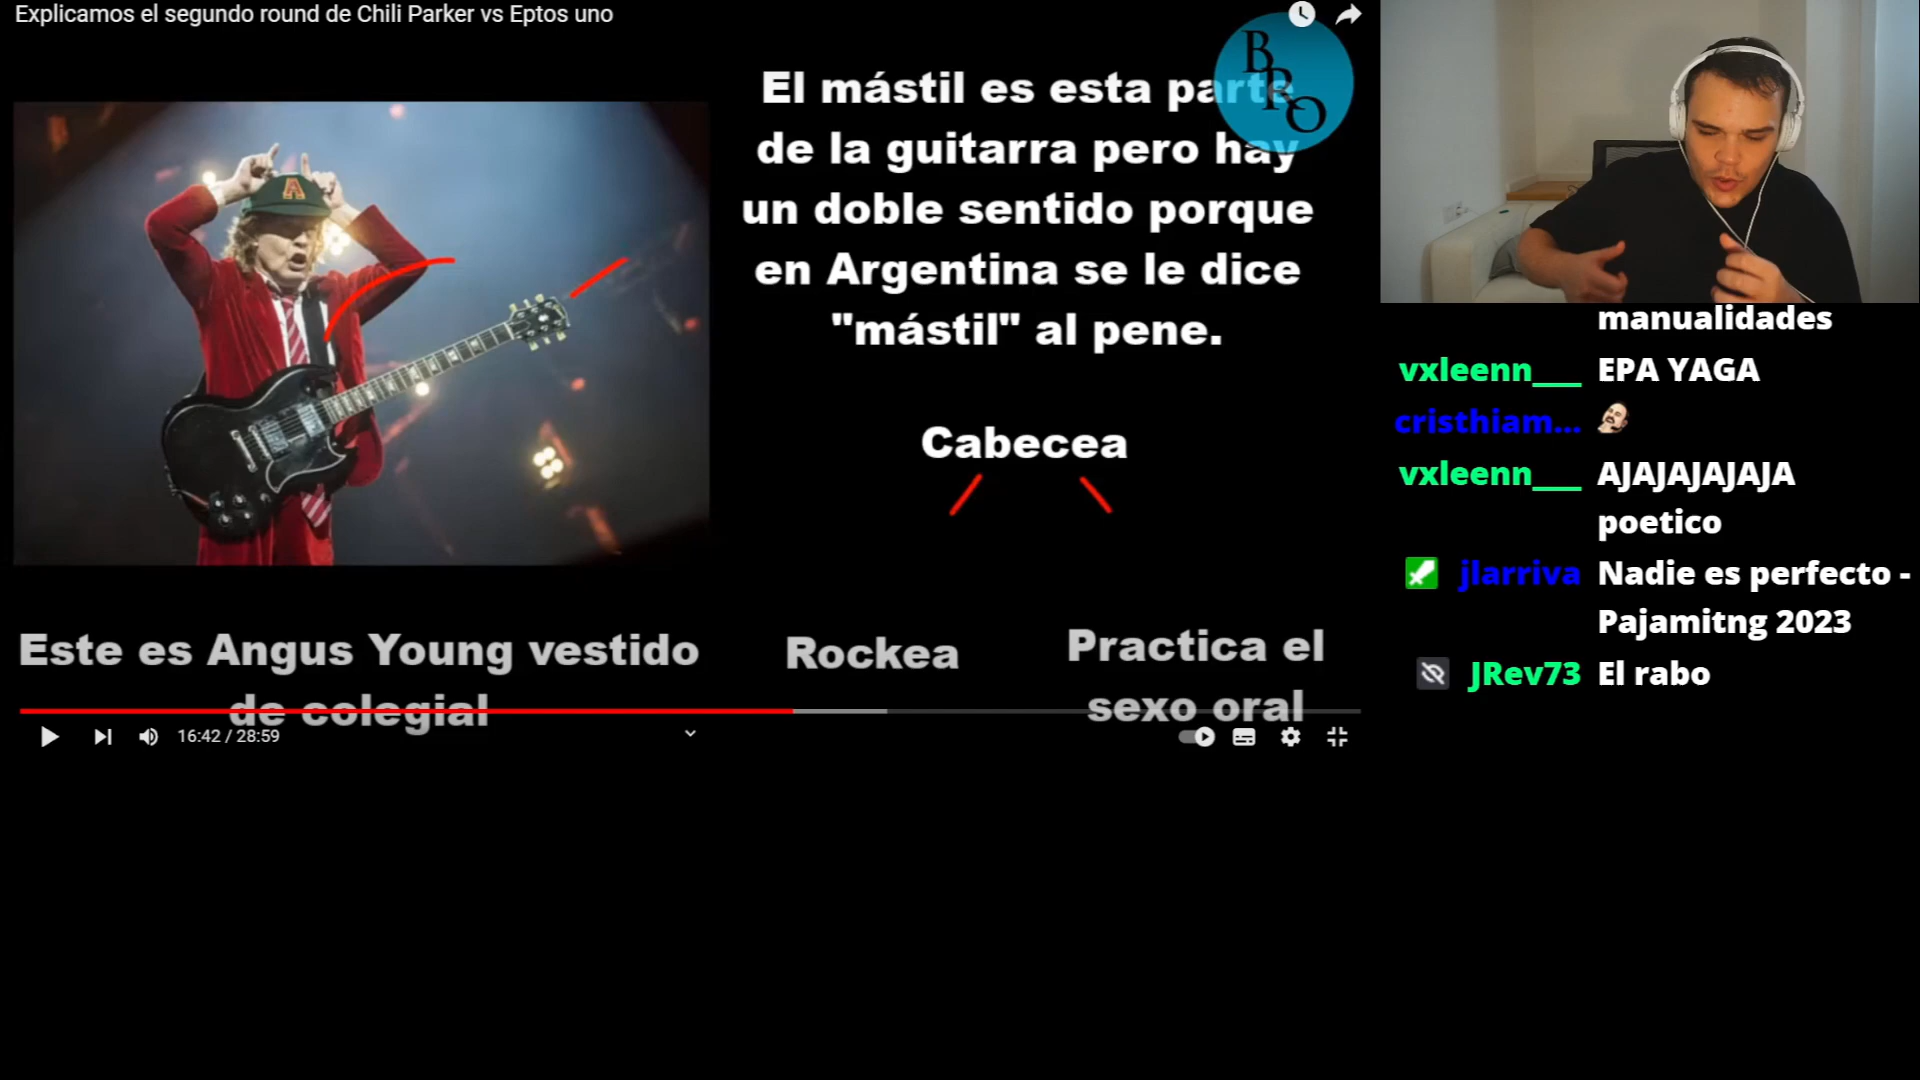 Explicamos el segundo round de Chili Parker vs Eptos uno
BRO
A
El mástil es esta parte
de la guitarra pero hay
un doble sentido porque
en Argentina se le dice
"mástil" al pene.
Cabecea
Este es Angus Young vestido
de colegial
Rockea
Practica el
sexo oral
16:42 / 28:59
manualidades
vxleenn___ EPA YAGA
cristhiam...
vxleenn___ AJAJAJAJAJA
poetico
jlarriva Nadie es perfecto -
Pajamitng 2023
JRev73 El rabo